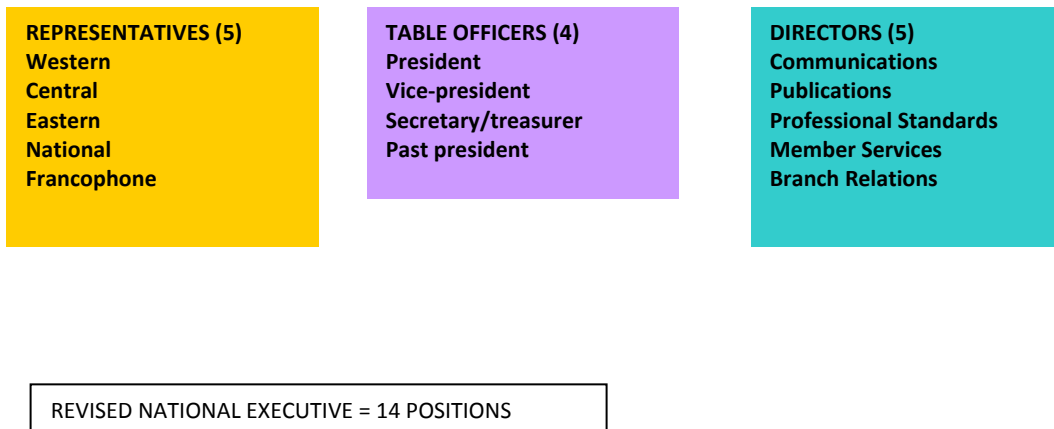 REPRESENTATIVES (5)
Western
Central
Eastern
National
Francophone
TABLE OFFICERS (4)
President
Vice-president
Secretary/treasurer
Past president
DIRECTORS (5)
Communications
Publications
Professional Standards
Member Services
Branch Relations
REVISED NATIONAL EXECUTIVE = 14 POSITIONS